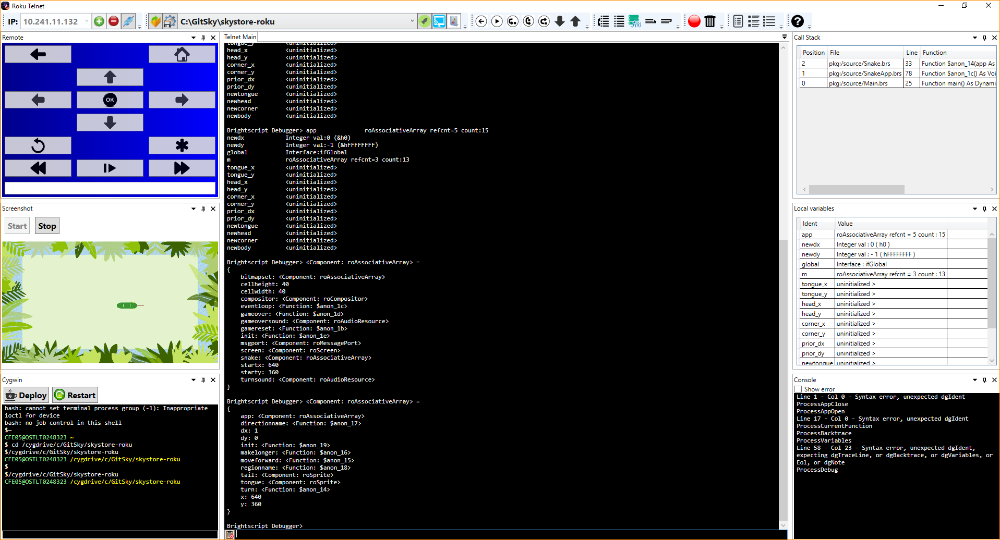 Roku Telnet
IP: 10.241.11.132
C:\GitSky\skystore-roku
f(x)
?
Remote
OK
Screenshot
Start Stop
Cygwin
Deploy Restart
bash: cannot set terminal process group (-1): Inappropriate
ioctl for device
bash: no job control in this shell
$~
CFE05@OSTLT0248323 ~
$ cd /cygdrive/c/GitSky/skystore-roku
$/cygdrive/c/GitSky/skystore-roku
CFE05@OSTLT0248323 /cygdrive/c/GitSky/skystore-roku
$
$/cygdrive/c/GitSky/skystore-roku
CFE05@OSTLT0248323 /cygdrive/c/GitSky/skystore-roku
Telnet Main
tongue_y <uninitialized>
head_x <uninitialized>
head_y <uninitialized>
corner_x <uninitialized>
corner_y <uninitialized>
prior_dx <uninitialized>
prior_dy <uninitialized>
newtongue <uninitialized>
newhead <uninitialized>
newcorner <uninitialized>
newbody <uninitialized>
Brightscript Debugger> app roAssociativeArray refcnt=5 count:15
newdx Integer val:0 (&h0)
newdy Integer val:-1 (&hFFFFFFFF)
global Interface:ifGlobal
m roAssociativeArray refcnt=3 count:13
tongue_x <uninitialized>
tongue_y <uninitialized>
head_x <uninitialized>
head_y <uninitialized>
corner_x <uninitialized>
corner_y <uninitialized>
prior_dx <uninitialized>
prior_dy <uninitialized>
newtongue <uninitialized>
newhead <uninitialized>
newcorner <uninitialized>
newbody <uninitialized>
Brightscript Debugger> <Component: roAssociativeArray> =
{
bitmapset: <Component: roAssociativeArray>
cellheight: 40
cellwidth: 40
compositor: <Component: roCompositor>
eventloop: <Function: $anon_1c>
gameover: <Function: $anon_1d>
gameoversound: <Component: roAudioResource>
gamereset: <Function: $anon_1b>
init: <Function: $anon_1e>
msgport: <Component: roMessagePort>
screen: <Component: roScreen>
snake: <Component: roAssociativeArray>
startx: 640
starty: 360
turnsound: <Component: roAudioResource>
}
Brightscript Debugger> <Component: roAssociativeArray> =
{
app: <Component: roAssociativeArray>
directionname: <Function: $anon_17>
dx: 1
dy: 0
init: <Function: $anon_19>
makelonger: <Function: $anon_16>
moveforward: <Function: $anon_15>
regionname: <Function: $anon_18>
tail: <Component: roSprite>
tongue: <Component: roSprite>
turn: <Function: $anon_14>
x: 640
y: 360
}
Brightscript Debugger>
Call Stack
Position File Line Function
2 pkg:/source/Snake.brs 33 Function $anon_14(app As
1 pkg:/source/SnakeApp.brs 78 Function $anon_1c() As Voi
0 pkg:/source/Main.brs 25 Function main() As Dynami
Local variables
Ident Value
app roAssociativeArray refcnt = 5 count : 15
newdx Integer val : 0 ( h0 )
newdy Integer val : - 1 ( hFFFFFFFF )
global Interface : ifGlobal
m roAssociativeArray refcnt = 3 count : 13
tongue_x uninitialized >
tongue_y uninitialized >
head_x uninitialized >
head_y uninitialized >
corner_x uninitialized >
corner_y uninitialized >
prior_dx uninitialized >
prior_dy uninitialized >
newtongue uninitialized >
Console
Show error
Line 1 - Col 0 - Syntax error, unexpected dgIdent
ProcessAppClose
ProcessAppOpen
Line 17 - Col 0 - Syntax error, unexpected dgIdent
ProcessCurrentFunction
ProcessBacktrace
ProcessVariables
Line 58 - Col 23 - Syntax error, unexpected dgIdent,
expecting dgTraceLine, or dgBacktrace, or dgVariables, or
Eol, or dgNote
ProcessDebug